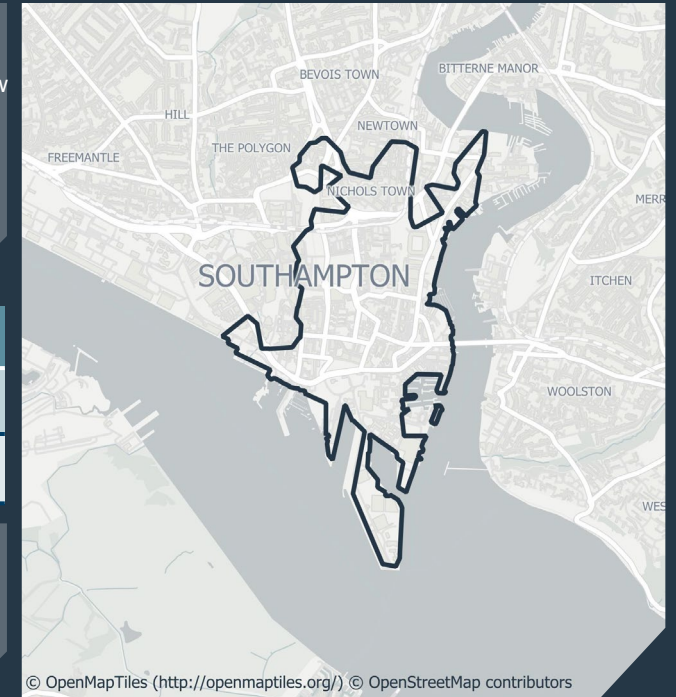 BEVOIS TOWN
BITTERNE MANOR
HILL
NEWTOWN
THE POLYGON
FREEMANTLE
NICHOLS TOWN
SOUTHAMPTON
ITCHEN
WOOLSTON
© OpenMapTiles (http://openmaptiles.org/) © OpenStreetMap contributors